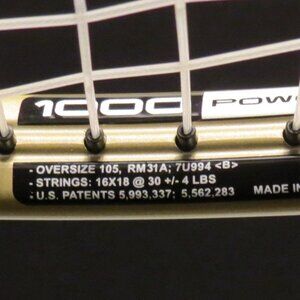 1000 POW
- OVERSIZE 105, RM31A; 7U994 <B>
- STRINGS: 16X18 @ 30 +/- 4 LBS
- U.S. PATENTS 5,993,337; 5,562,283
MADE IN